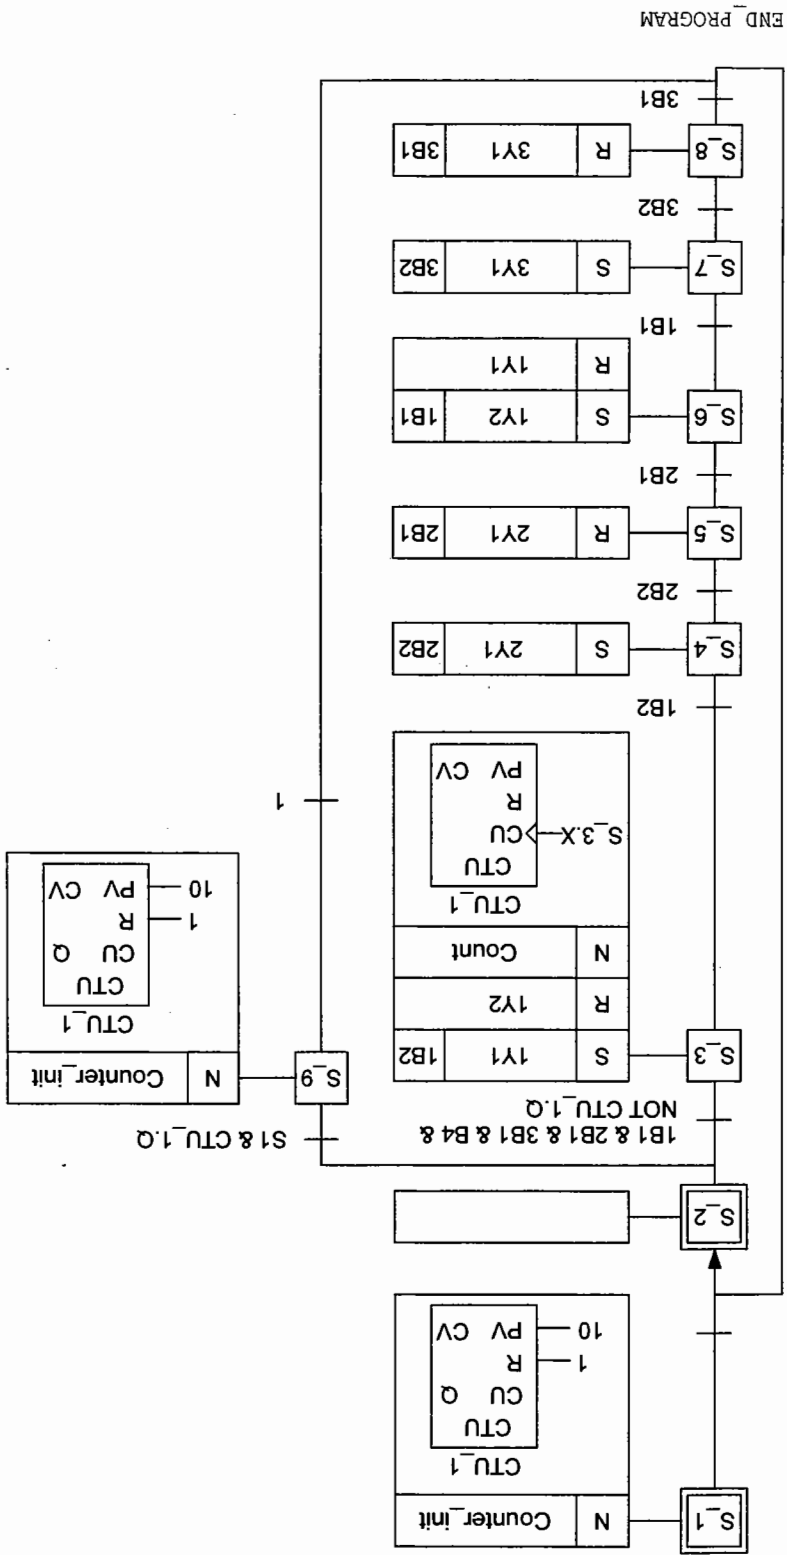 S_1 N Counter_init
CTU_1
CTU
CU Q
1 R
10 PV CV
S_2
1B1 & 2B1 & 3B1 & B4 &
NOT CTU_1.Q
S1 & CTU_1.Q
S_3 S 1Y1 1B2
R 1Y2
N Count
CTU_1
CTU
S_3.X CU
R
PV CV
S_9 N Counter_init
CTU_1
CTU
CU Q
1 R
10 PV CV
1
1B2
S_4 S 2Y1 2B2
2B2
S_5 R 2Y1 2B1
2B1
S_6 S 1Y2 1B1
R 1Y1
1B1
S_7 S 3Y1 3B2
3B2
S_8 R 3Y1 3B1
3B1
END_PROGRAM